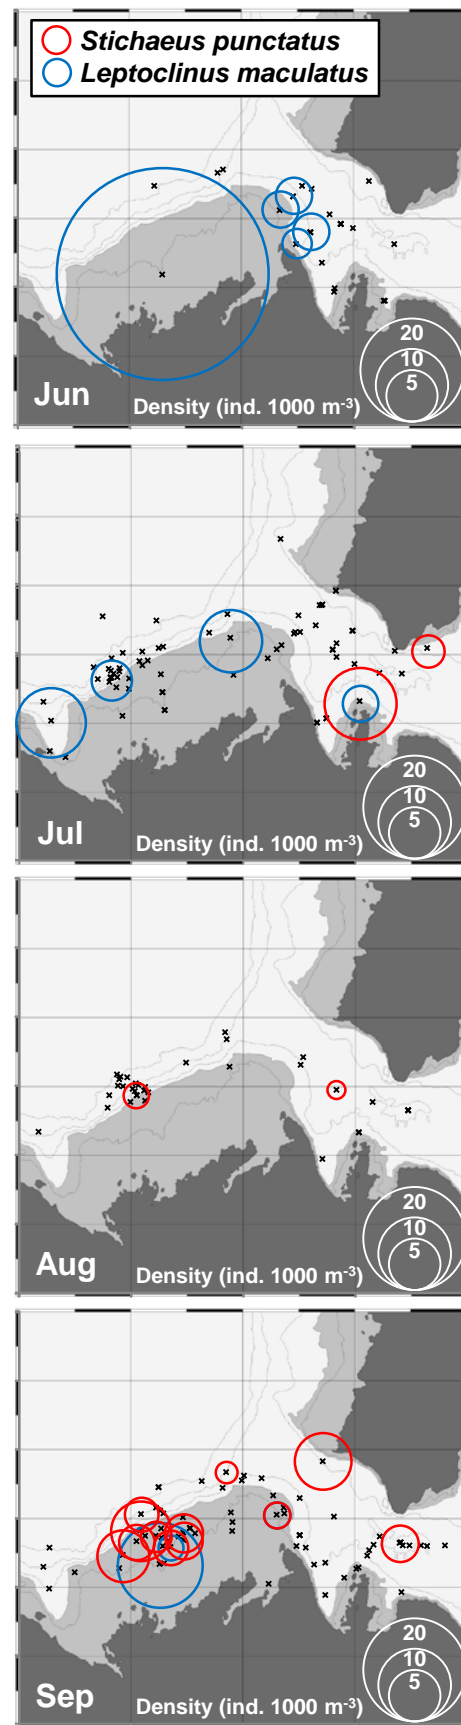 Stichaeus punctatus
Leptoclinus maculatus
20
10
5
Jun
Density (ind. 1000 m⁻³)
20
10
5
Jul
Density (ind. 1000 m⁻³)
20
10
5
Aug
Density (ind. 1000 m⁻³)
20
10
5
Sep
Density (ind. 1000 m⁻³)